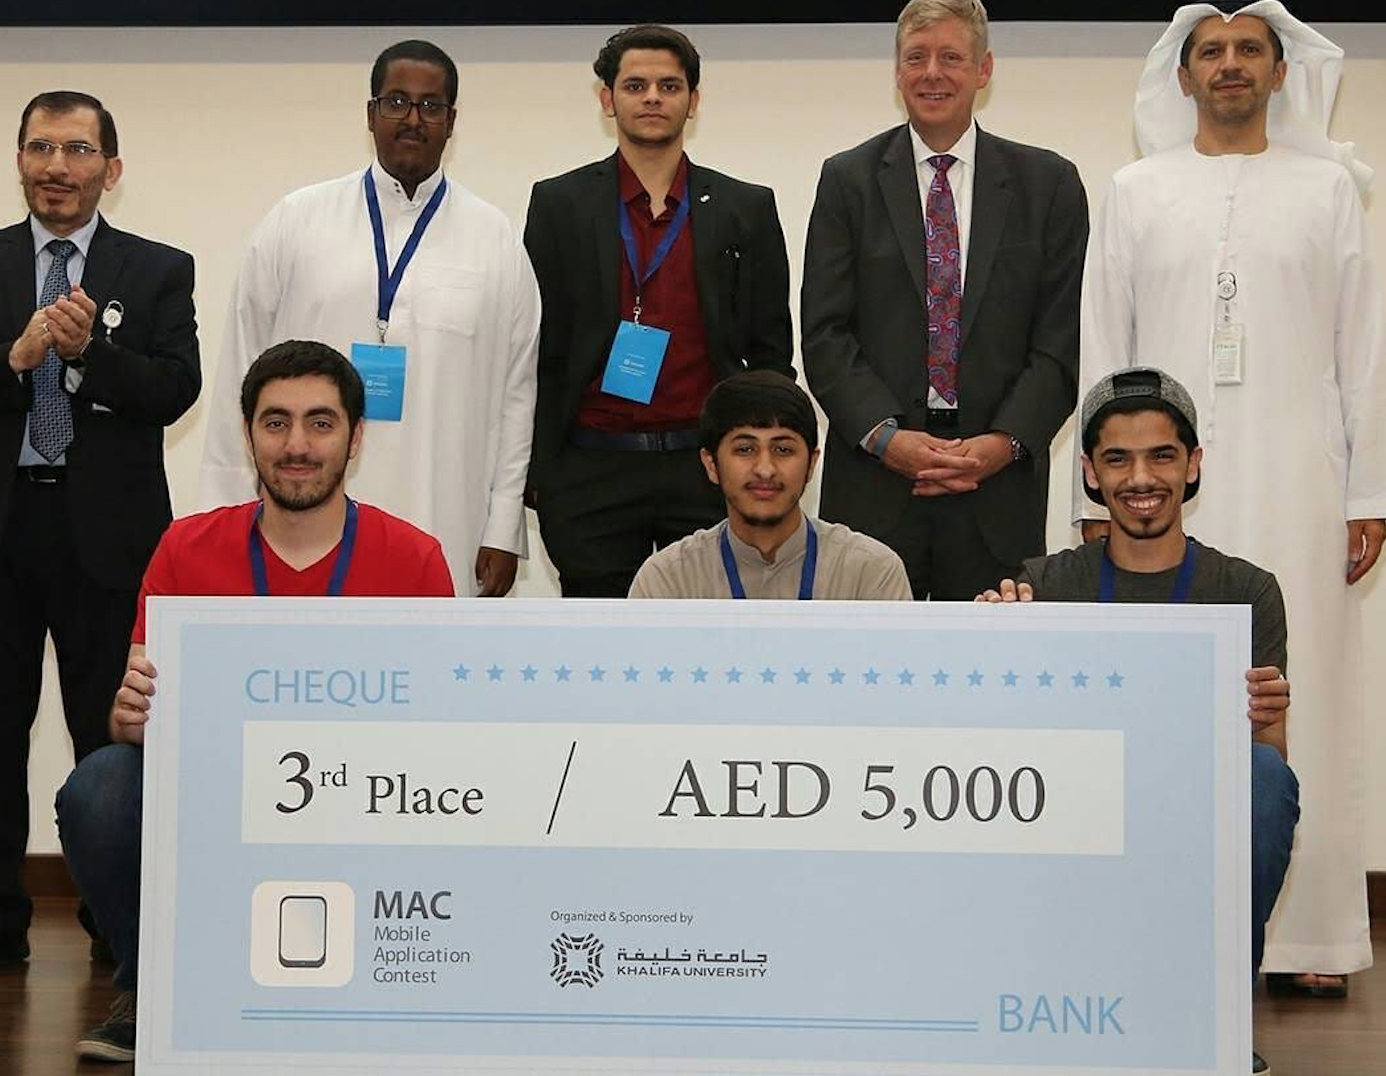 CHEQUE
3rd Place / AED 5,000
MAC
Mobile
Application
Contest
Organized & Sponsored by
جامعة خليفة
KHALIFA UNIVERSITY
BANK